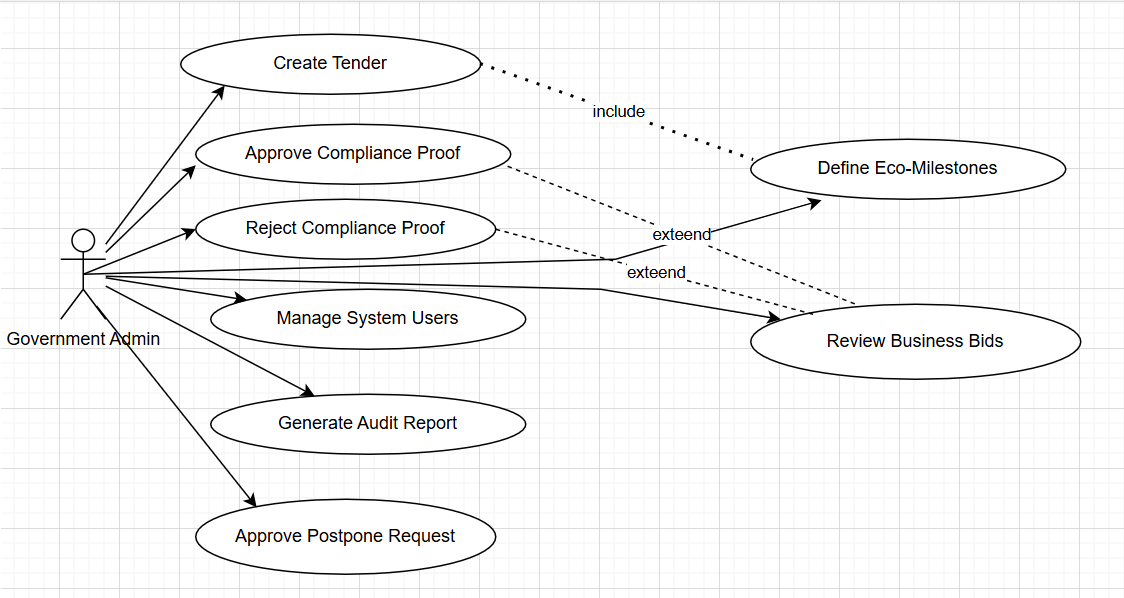 Create Tender
include
Approve Compliance Proof
Define Eco-Milestones
Reject Compliance Proof
exteend
exteend
Manage System Users
Government Admin
Review Business Bids
Generate Audit Report
Approve Postpone Request